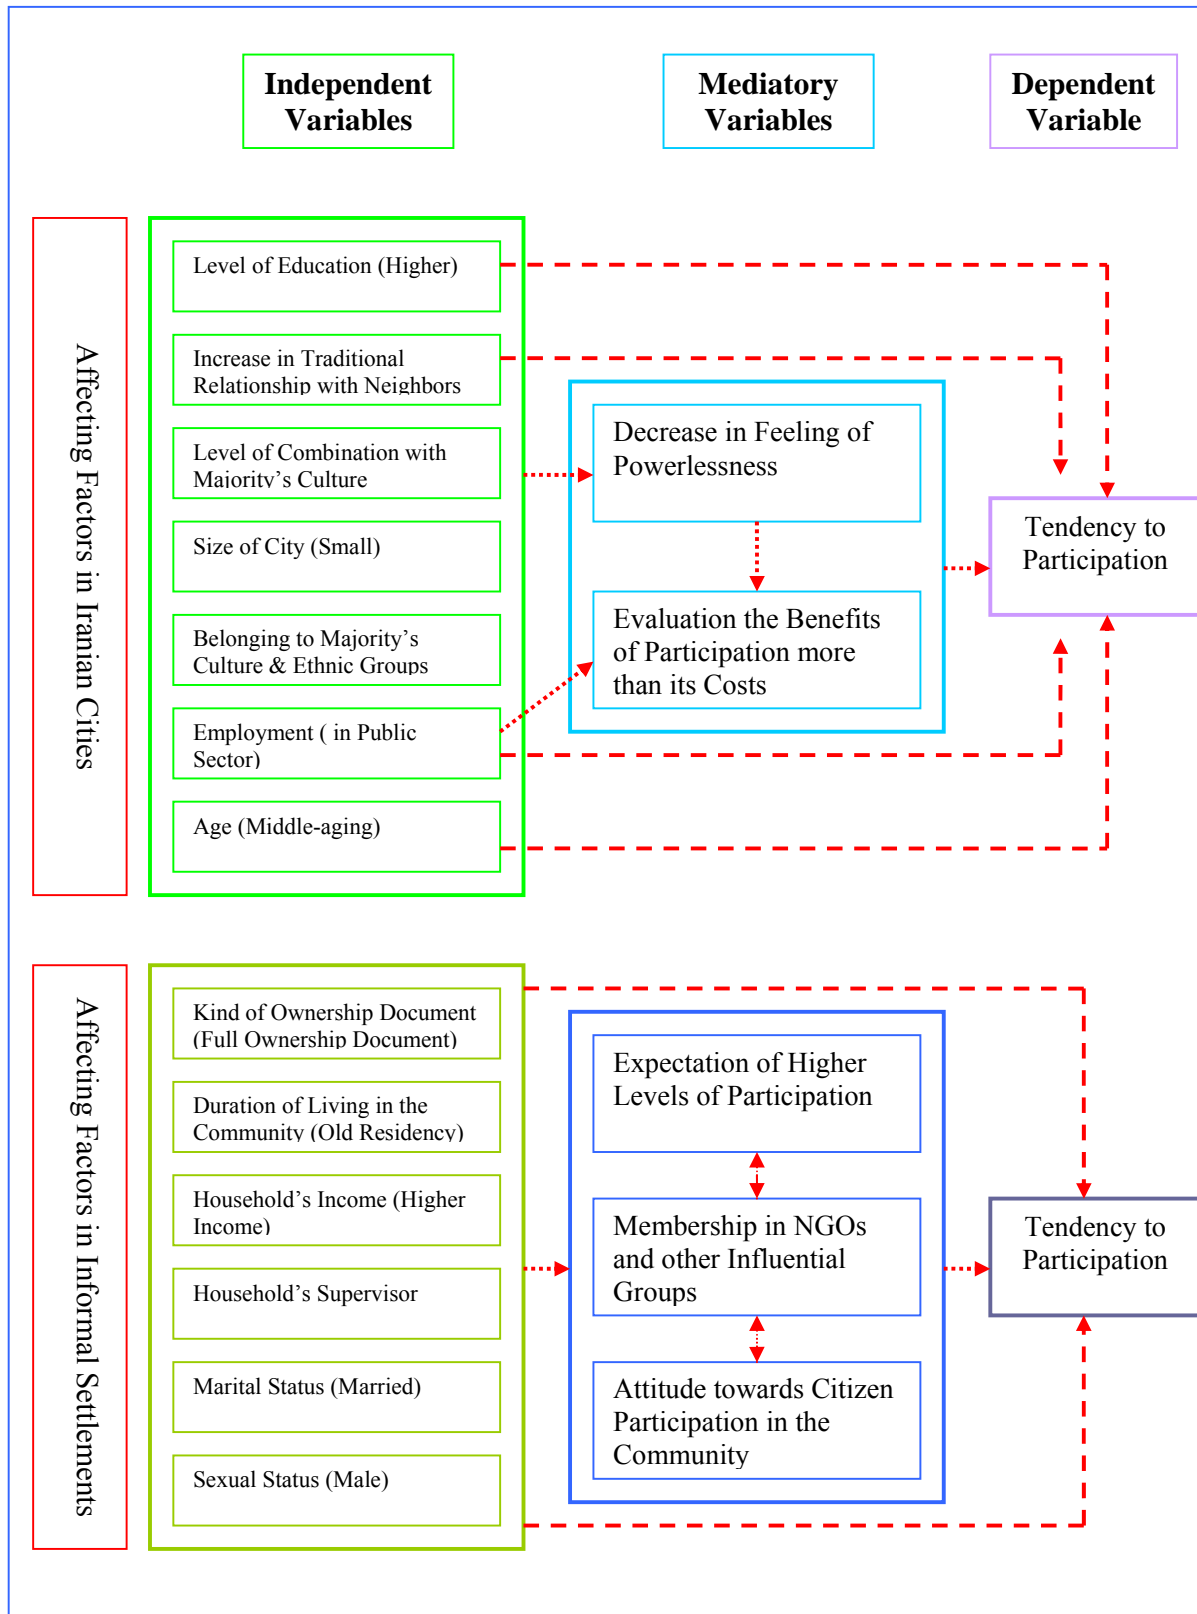 Independent
Variables
Mediatory
Variables
Dependent
Variable
Affecting Factors in Iranian Cities
Level of Education (Higher)
Increase in Traditional
Relationship with Neighbors
Level of Combination with
Majority’s Culture
Size of City (Small)
Belonging to Majority’s
Culture & Ethnic Groups
Employment ( in Public
Sector)
Age (Middle-aging)
Decrease in Feeling of
Powerlessness
Evaluation the Benefits
of Participation more
than its Costs
Tendency to
Participation
Affecting Factors in Informal Settlements
Kind of Ownership Document
(Full Ownership Document)
Duration of Living in the
Community (Old Residency)
Household’s Income (Higher
Income)
Household’s Supervisor
Marital Status (Married)
Sexual Status (Male)
Expectation of Higher
Levels of Participation
Membership in NGOs
and other Influential
Groups
Attitude towards Citizen
Participation in the
Community
Tendency to
Participation